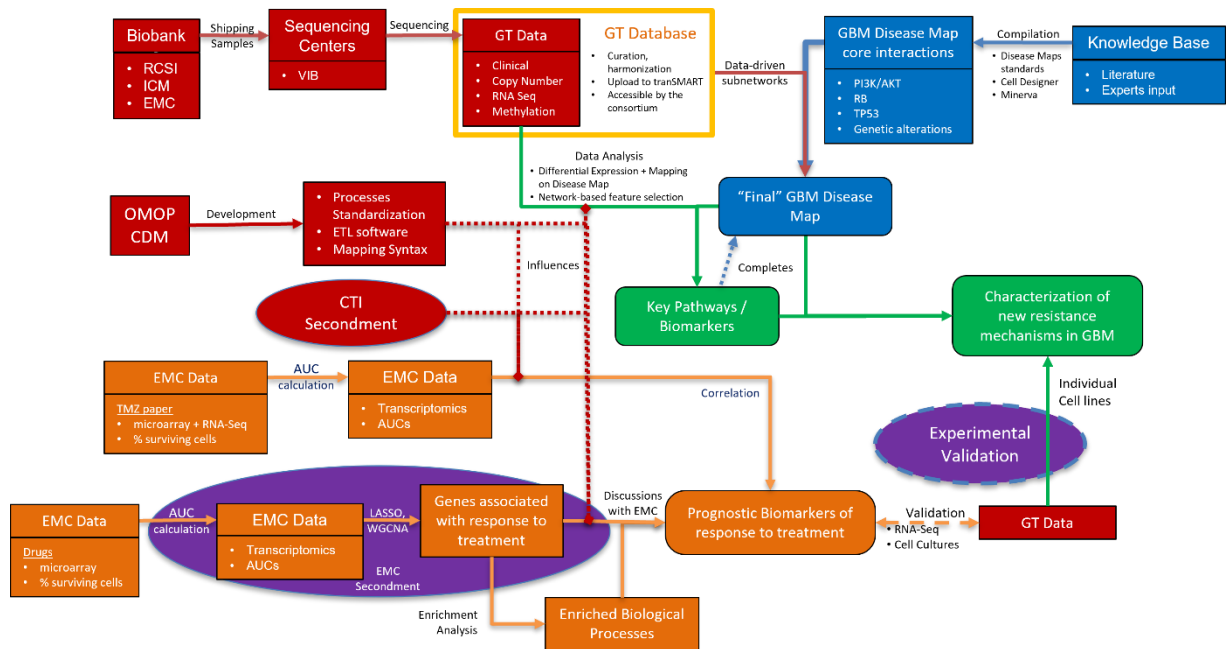 Biobank
• RCSI
• ICM
• EMC
Shipping
Samples
Sequencing
Centers
• VIB
Sequencing
GT Data
• Clinical
• Copy Number
• RNA Seq
• Methylation
GT Database
• Curation,
harmonization
• Upload to tranSMART
• Accessible by the
consortium
Data-driven
subnetworks
GBM Disease Map
core interactions
• PI3K/AKT
• RB
• TP53
• Genetic alterations
Compilation
• Disease Maps
standards
• Cell Designer
• Minerva
Knowledge Base
• Literature
• Experts input
Data Analysis
• Differential Expression + Mapping
on Disease Map
• Network-based feature selection
"Final" GBM Disease
Map
OMOP
CDM
Development
• Processes
Standardization
• ETL software
• Mapping Syntax
Influences
Completes
CTI
Secondment
Key Pathways /
Biomarkers
Characterization of
new resistance
mechanisms in GBM
EMC Data
TMZ paper
• microarray + RNA-Seq
• % surviving cells
AUC
calculation
EMC Data
• Transcriptomics
• AUCs
Correlation
Individual
Cell lines
Experimental
Validation
EMC Data
Drugs
• microarray
• % surviving cells
AUC
calculation
EMC Data
• Transcriptomics
• AUCs
LASSO,
WGCNA
Genes associated
with response to
treatment
EMC
Secondment
Discussions
with EMC
Prognostic Biomarkers of
response to treatment
Validation
• RNA-Seq
• Cell Cultures
GT Data
Enrichment
Analysis
Enriched Biological
Processes